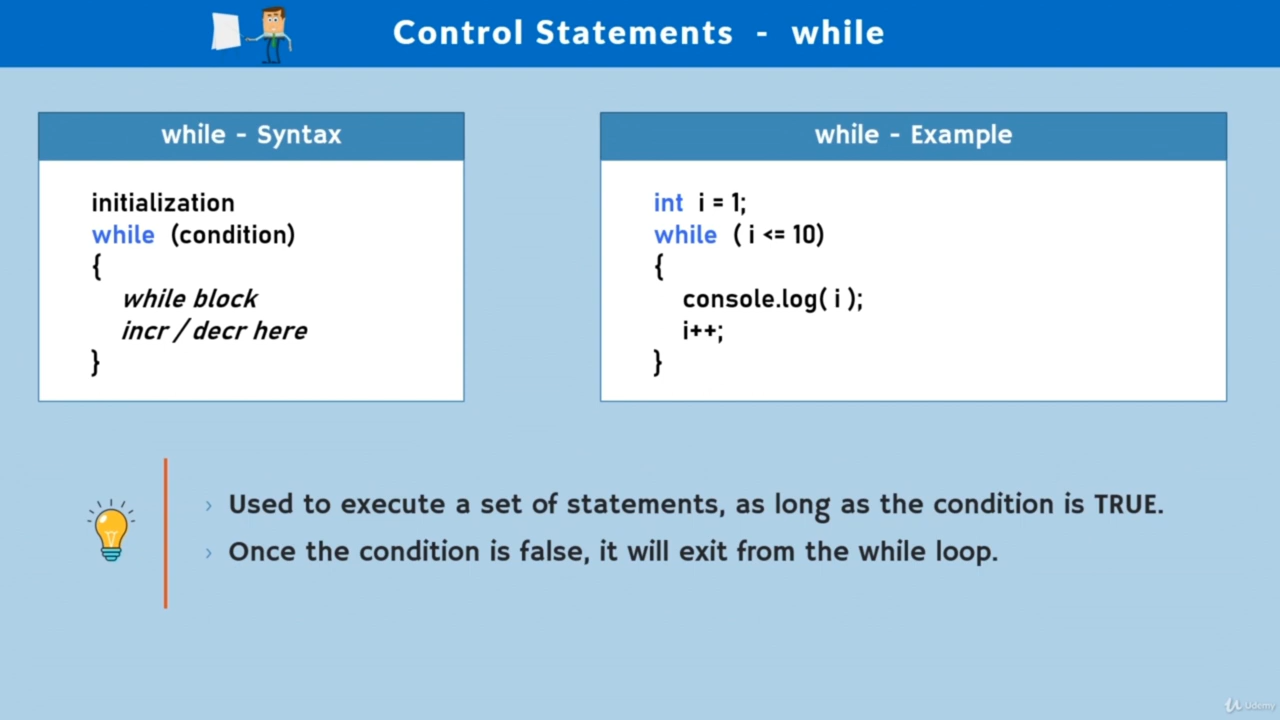 Control Statements - while
while - Syntax
initialization
while (condition)
{
while block
incr / decr here
}
while - Example
int i = 1;
while ( i <= 10)
{
console.log( i );
i++;
}
› Used to execute a set of statements, as long as the condition is TRUE.
› Once the condition is false, it will exit from the while loop.
Udemy